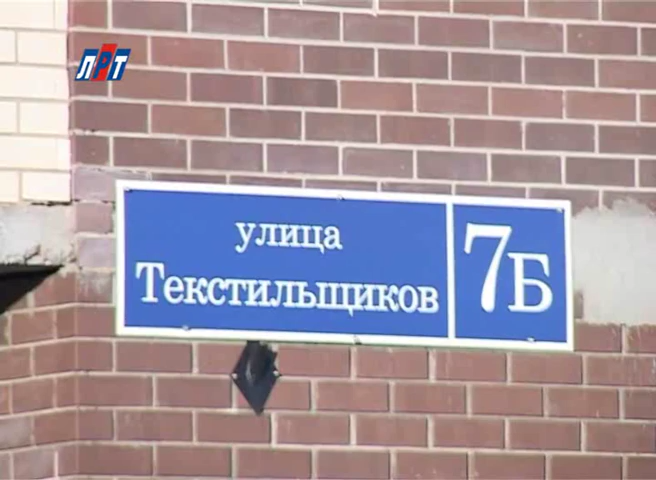 ЛРТ
улица
Текстильщиков
7Б